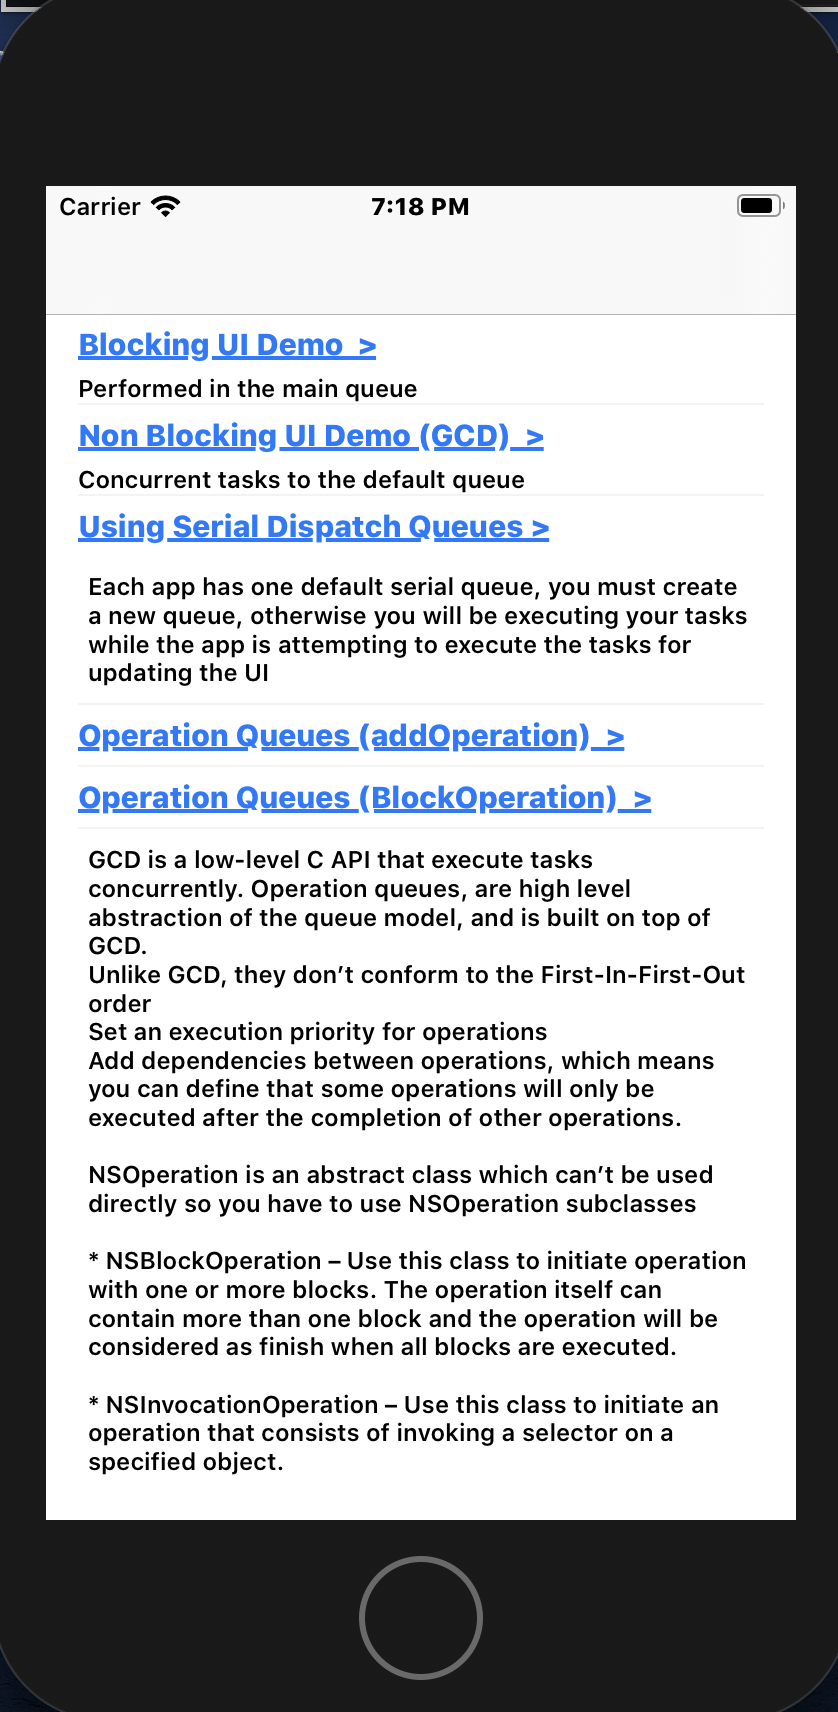 Carrier 7:18 PM
Blocking UI Demo  >
Performed in the main queue
Non Blocking UI Demo (GCD)  >
Concurrent tasks to the default queue
Using Serial Dispatch Queues >
Each app has one default serial queue, you must create
a new queue, otherwise you will be executing your tasks
while the app is attempting to execute the tasks for
updating the UI
Operation Queues (addOperation)  >
Operation Queues (BlockOperation)  >
GCD is a low-level C API that execute tasks
concurrently. Operation queues, are high level
abstraction of the queue model, and is built on top of
GCD.
Unlike GCD, they don’t conform to the First-In-First-Out
order
Set an execution priority for operations
Add dependencies between operations, which means
you can define that some operations will only be
executed after the completion of other operations.
NSOperation is an abstract class which can’t be used
directly so you have to use NSOperation subclasses
* NSBlockOperation – Use this class to initiate operation
with one or more blocks. The operation itself can
contain more than one block and the operation will be
considered as finish when all blocks are executed.
* NSInvocationOperation – Use this class to initiate an
operation that consists of invoking a selector on a
specified object.